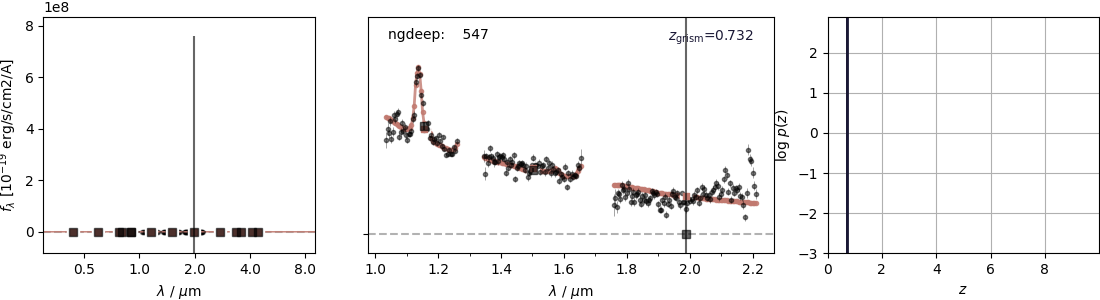 1e8
8
6
4
2
0
f_λ [10^−19 erg/s/cm2/A]
0.5 1.0 2.0 4.0 8.0
λ / μm
ngdeep: 547
z_grism=0.732
1.0 1.2 1.4 1.6 1.8 2.0 2.2
λ / μm
2
1
0
−1
−2
−3
log p(z)
0 2 4 6 8
z